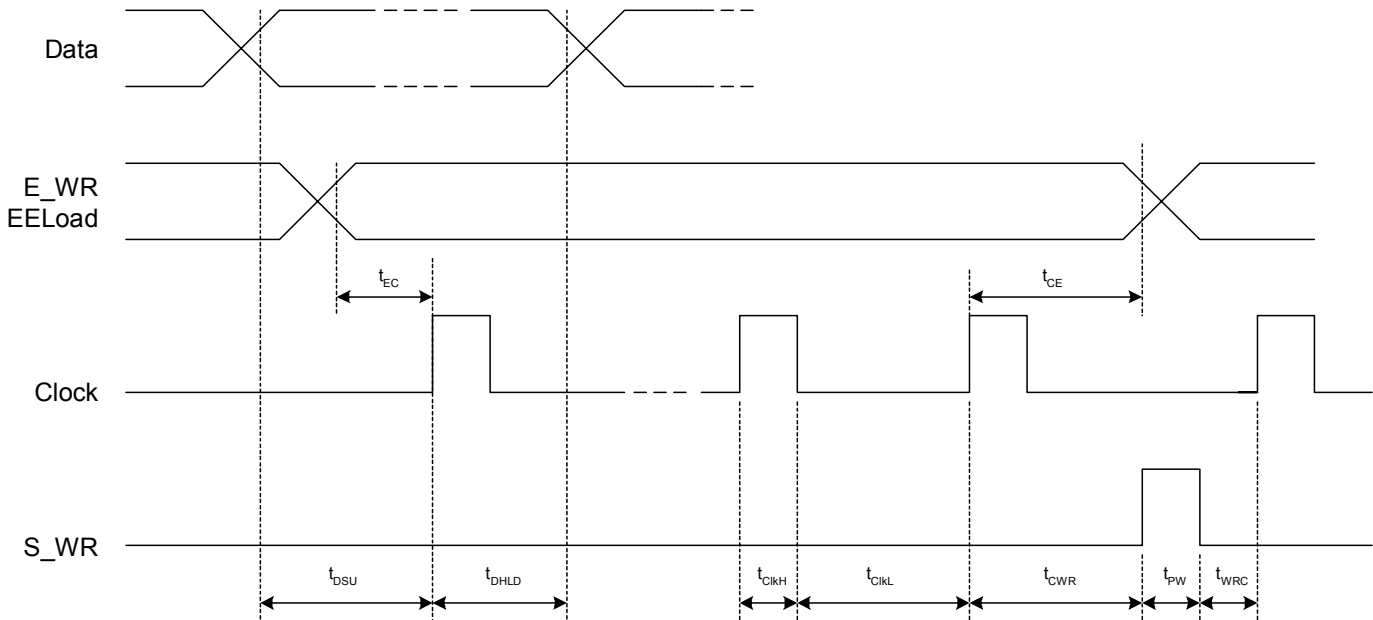 Data
E_WR
EELoad
tEC
tCE
Clock
S_WR
tDSU
tDHLD
tClkH
tClkL
tCWR
tPW
tWRC